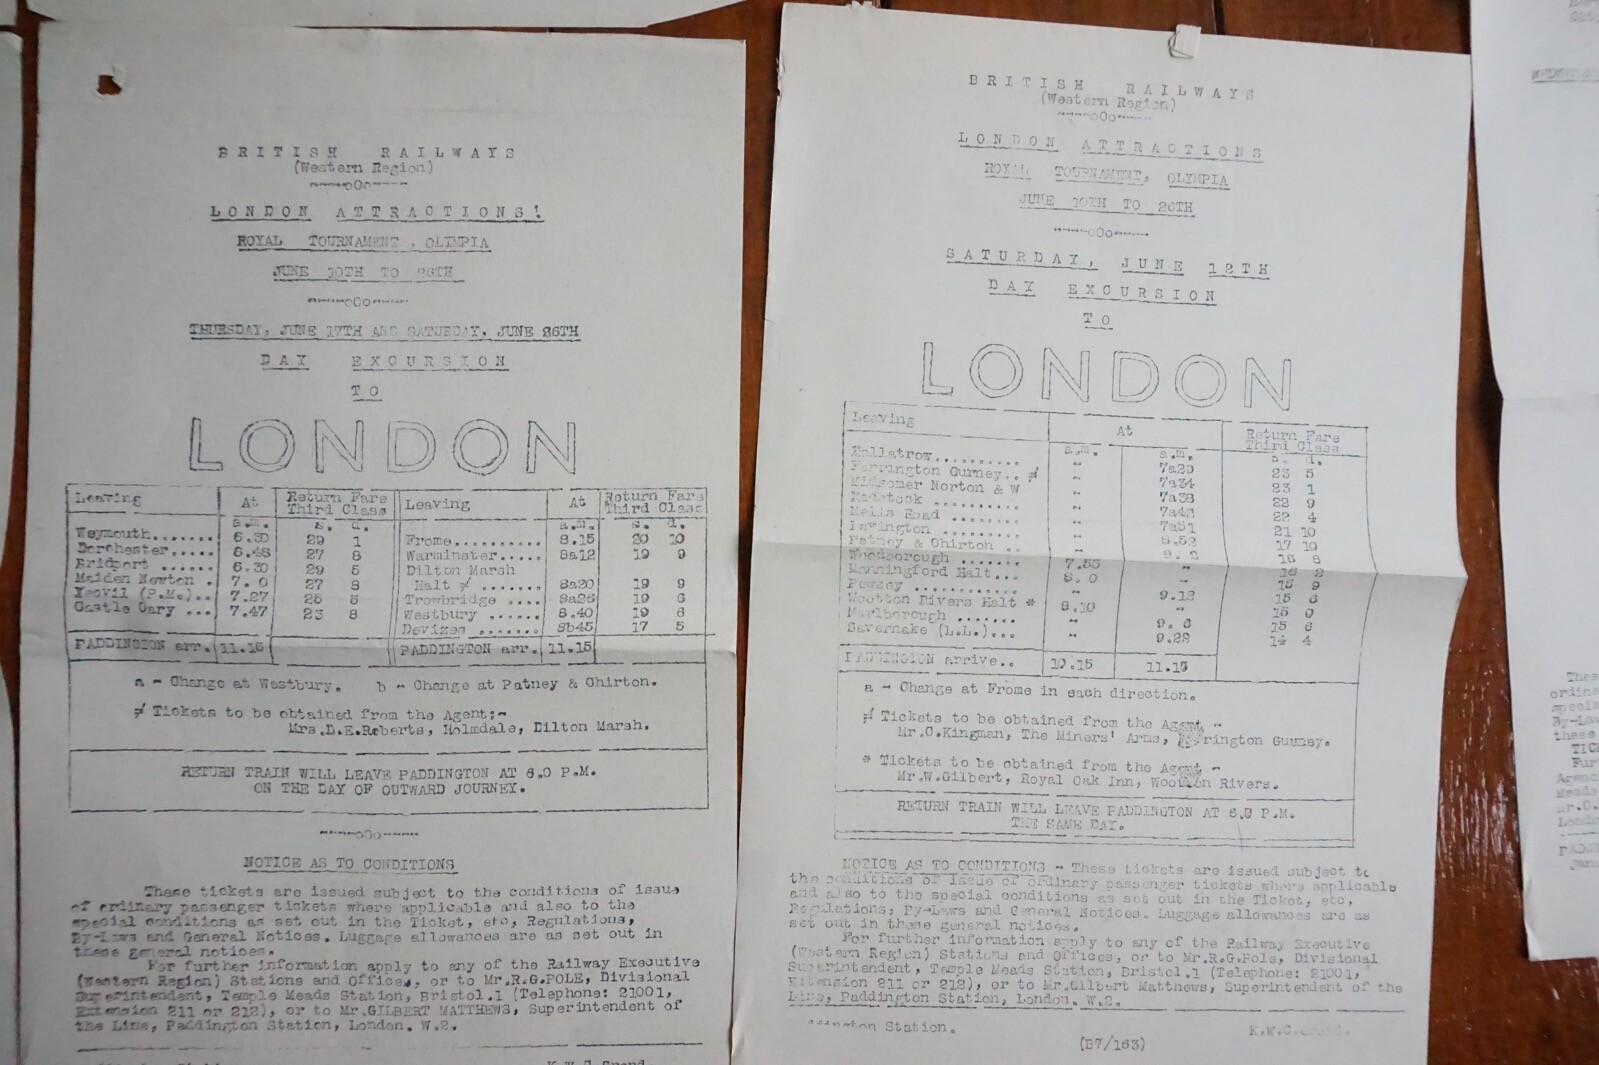 BRITISH RAILWAYS
(Western Region)
-----oOo-----
LONDON ATTRACTIONS!
ROYAL TOURNAMENT, OLYMPIA
JUNE 10TH TO 26TH
-----oOo-----
THURSDAY, JUNE 17TH AND SATURDAY, JUNE 26TH
DAY EXCURSION
TO
LONDON
Leaving At Return Fare Third Class Leaving At Return Fare Third Class
a.m. s. d. a.m. s. d.
Weymouth....... 6.30 29 1 Frome.......... 8.15 20 10
Dorchester..... 6.48 27 8 Warminster..... 8a12 19 9
Bridport ...... 6.30 29 5 Dilton Marsh
Maiden Newton . 7. 0 27 8 Halt ≠ ....... 8a20 19 9
Yeovil (P.M.).. 7.27 25 Trowbridge .... 8a26 19
Castle Cary ... 7.47 23 8 Westbury ...... 8.40 19
Devizes ....... 8b45 17 5
PADDINGTON arr. 11.15 PADDINGTON arr. 11.15
a - Change at Westbury. b - Change at Patney & Chirton.
≠ Tickets to be obtained from the Agent:-
Mrs.D.E.Roberts, Holmdale, Dilton Marsh.
RETURN TRAIN WILL LEAVE PADDINGTON AT 6.0 P.M.
ON THE DAY OF OUTWARD JOURNEY.
-----oOo-----
NOTICE AS TO CONDITIONS
These tickets are issued subject to the conditions of issue
of ordinary passenger tickets where applicable and also to the
special conditions as set out in the Ticket, etc, Regulations,
By-Laws and General Notices. Luggage allowances are as set out in
these general notices.
For further information apply to any of the Railway Executive
(Western Region) Stations and Offices, or to Mr.R.G.POLE, Divisional
Superintendent, Temple Meads Station, Bristol.1 (Telephone: 21001,
Extension 211 or 212), or to Mr.GILBERT MATTHEWS, Superintendent of
the Line, Paddington Station, London. W.2.
BRITISH RAILWAYS
(Western Region)
-----oOo-----
LONDON ATTRACTIONS
ROYAL TOURNAMENT, OLYMPIA
JUNE 10TH TO 26TH
-----oOo-----
SATURDAY, JUNE 12TH
DAY EXCURSION
TO
LONDON
Leaving At Return Fare Third Class
a.m. a.m. s. d.
Hallatrow.......... .. 7a20 23 5
Farrington Gurney.. ≠ .. 7a34 23 1
Midsomer Norton & W .. 7a38 22 9
Radstock ......... .. 7a43 22 4
Mells Road ........ .. 7a51 21 10
Lavington ......... .. 8.52 17 10
Patney & Chirton .. .. 9. 2 16 8
Woodsborough ....... 7.55 .. 16 2
Manningford Halt... 8. 0 .. 15 9
Pewsey ............ .. 9.12 15
Wootton Rivers Halt * 8.10 .. 15 0
Marlborough ....... .. 9. 15
Savernake (L.L.)... .. 9.28 14 4
PADDINGTON arrive.. 10.15 11.15
a - Change at Frome in each direction.
≠ Tickets to be obtained from the Agent -
Mr.C.Kingman, The Miners' Arms, Farrington Gurney.
* Tickets to be obtained from the Agent -
Mr.W.Gilbert, Royal Oak Inn, Wootton Rivers.
RETURN TRAIN WILL LEAVE PADDINGTON AT P.M.
THE SAME DAY.
NOTICE AS TO CONDITIONS - These tickets are issued subject to
the conditions of issue of ordinary passenger tickets where applicable
and also to the special conditions as set out in the Ticket, etc,
Regulations, By-Laws and General Notices. Luggage allowances are as
set out in these general notices.
For further information apply to any of the Railway Executive
(Western Region) Stations and Offices, or to Mr.R.G.Pole, Divisional
Superintendent, Temple Meads Station, Bristol.1 (Telephone: 21001,
Extension 211 or 212), or to Mr.Gilbert Matthews, Superintendent of the
Line, Paddington Station, London. W.2.
Paddington Station. K.W.C.
(B7/163)